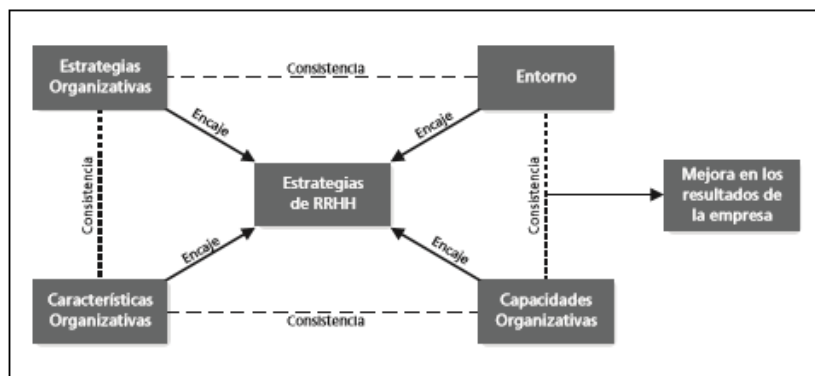 Estrategias
Organizativas
Consistencia
Entorno
Encaje
Encaje
Consistencia
Estrategias
de RRHH
Consistencia
Mejora en los
resultados de
la empresa
Encaje
Encaje
Características
Organizativas
Consistencia
Capacidades
Organizativas